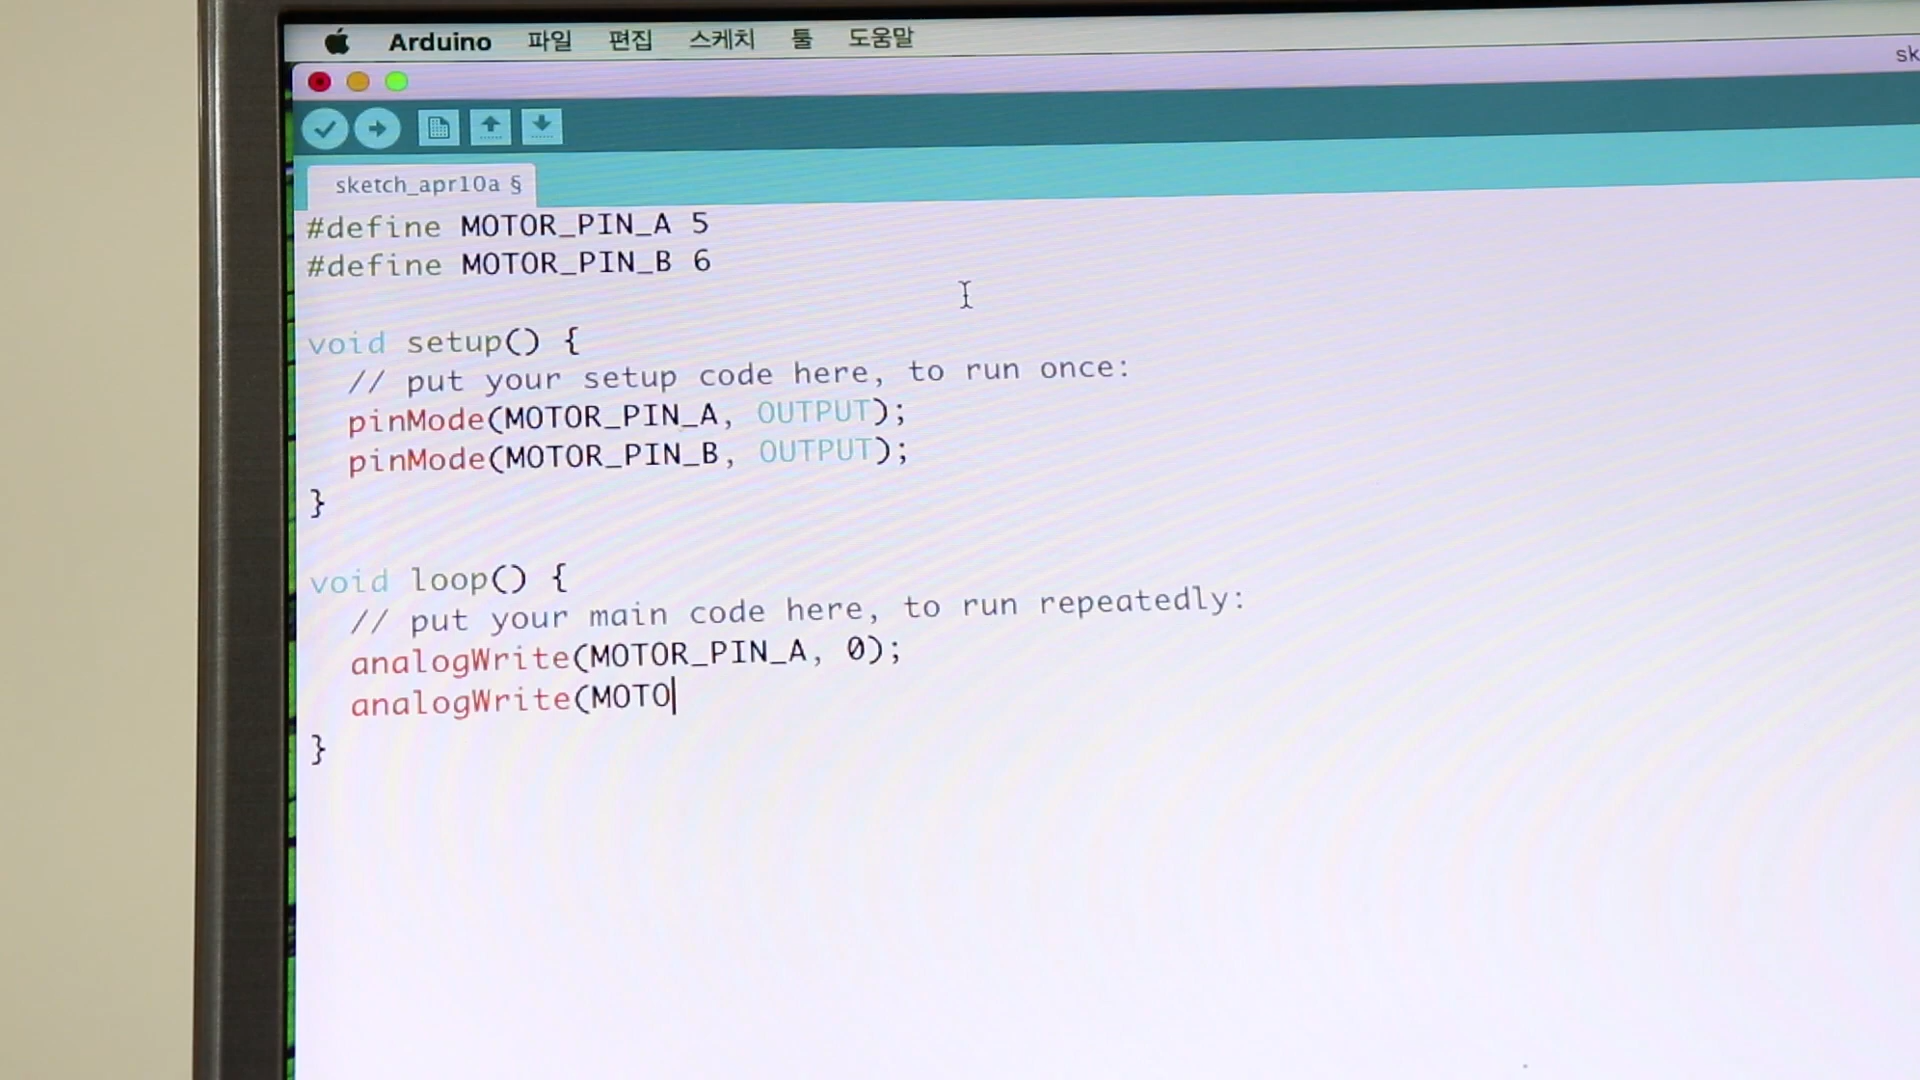 Arduino 파일 편집 스케치 툴 도움말
sk
sketch_apr10a §
#define MOTOR_PIN_A 5
#define MOTOR_PIN_B 6
void setup() {
// put your setup code here, to run once:
pinMode(MOTOR_PIN_A, OUTPUT);
pinMode(MOTOR_PIN_B, OUTPUT);
}
void loop() {
// put your main code here, to run repeatedly:
analogWrite(MOTOR_PIN_A, 0);
analogWrite(MOTO
}